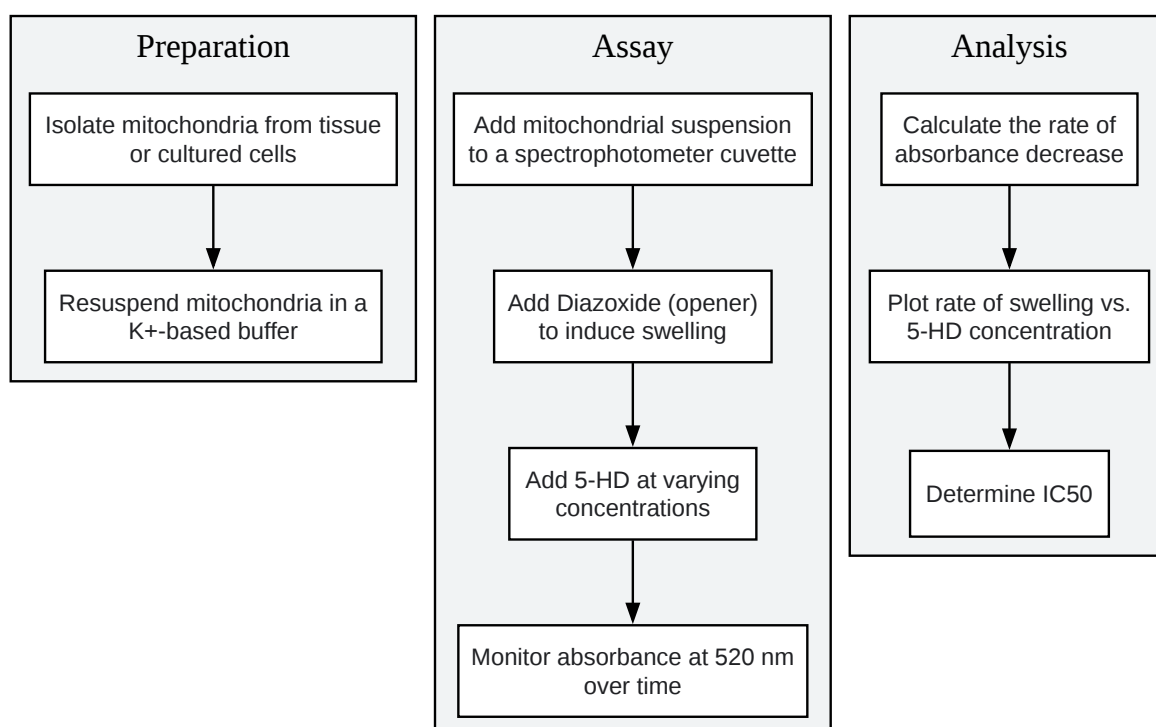 Preparation
Isolate mitochondria from tissue
or cultured cells
Resuspend mitochondria in a
K+-based buffer
Assay
Add mitochondrial suspension
to a spectrophotometer cuvette
Add Diazoxide (opener)
to induce swelling
Add 5-HD at varying
concentrations
Monitor absorbance at 520 nm
over time
Analysis
Calculate the rate of
absorbance decrease
Plot rate of swelling vs.
5-HD concentration
Determine IC50